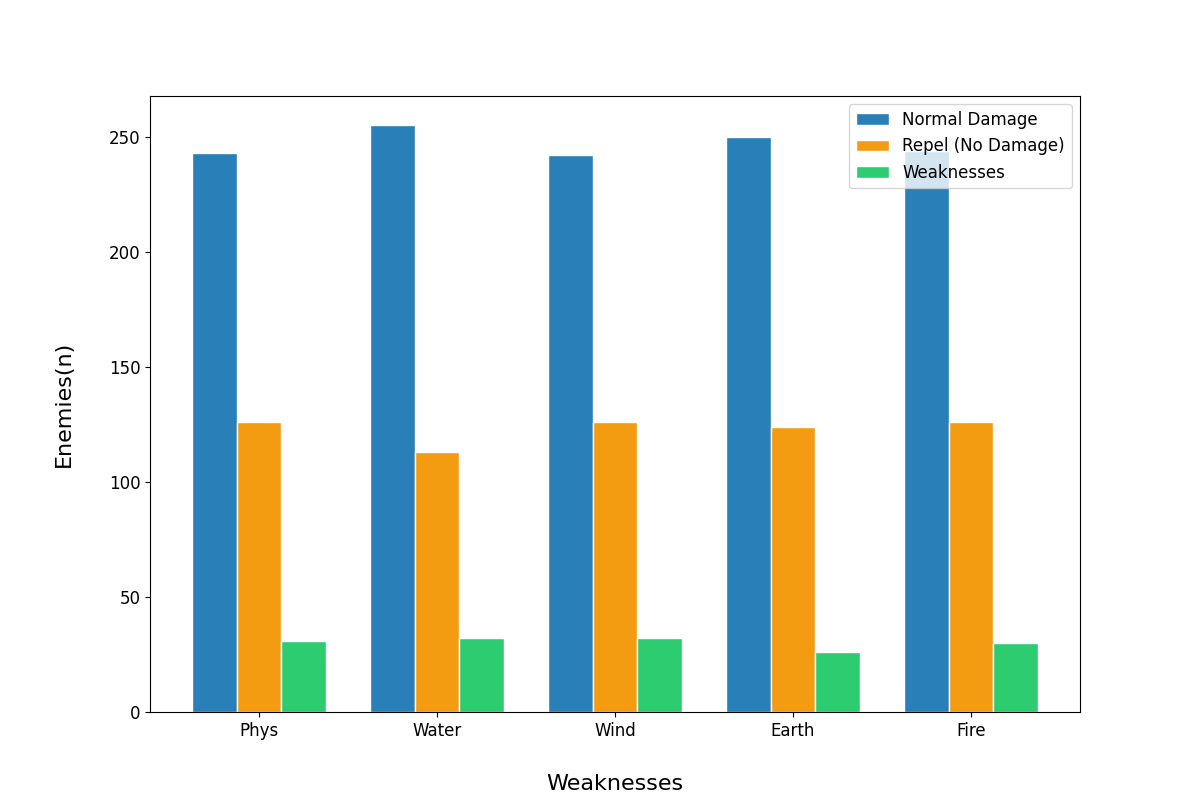 Normal Damage
Repel (No Damage)
Weaknesses
250
200
150
100
50
0
Enemies(n)
Phys Water Wind Earth Fire
Weaknesses